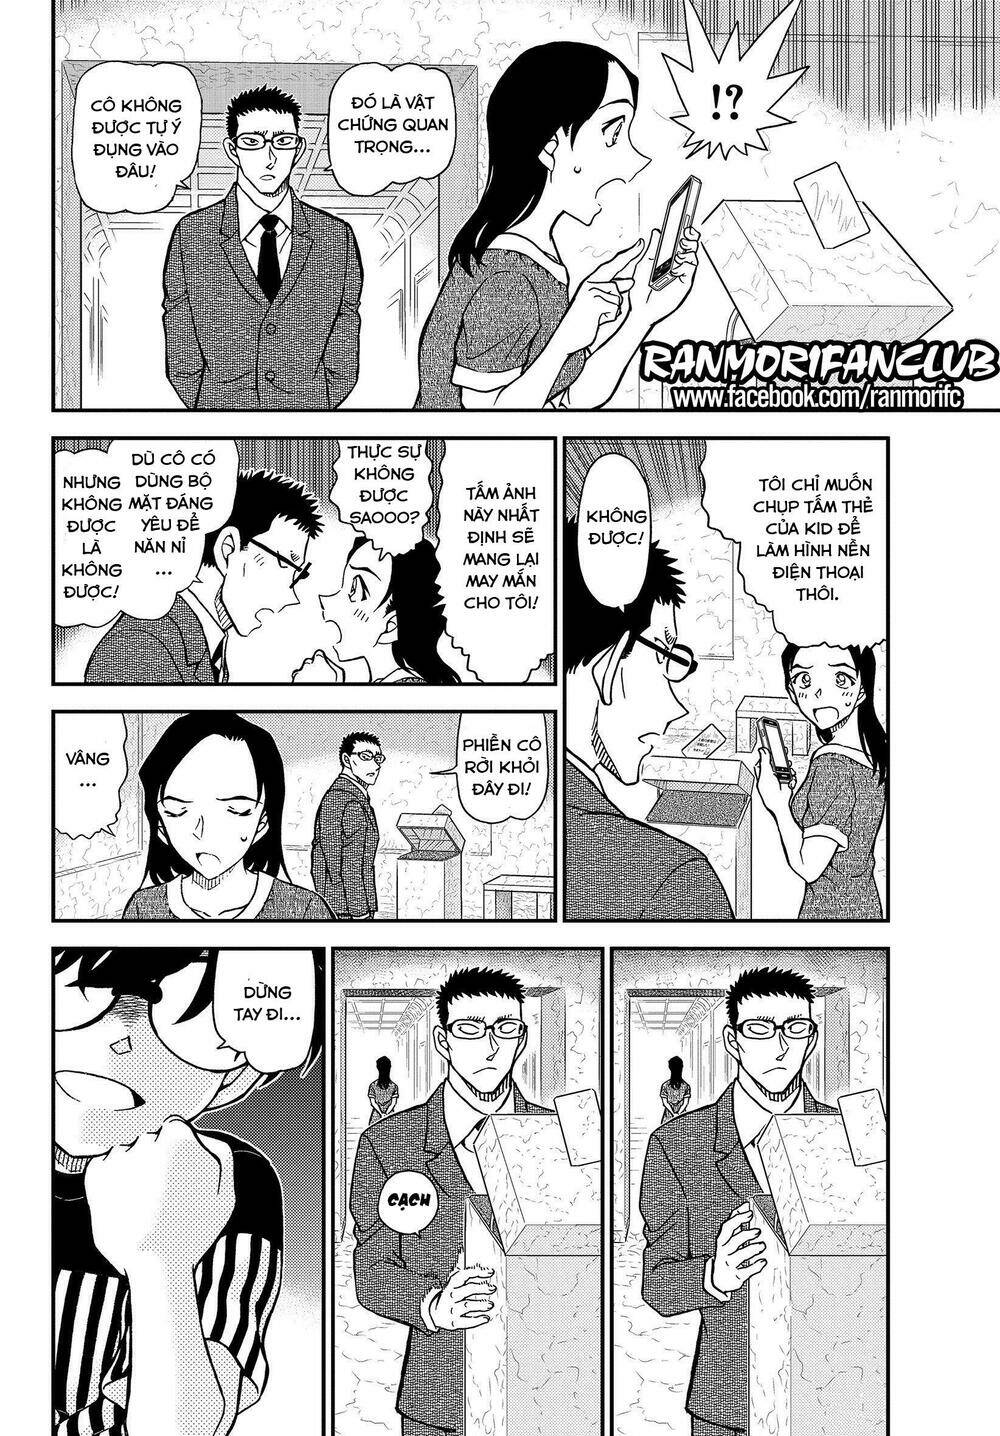 !?
ĐÓ LÀ VẬT
CHỨNG QUAN
TRỌNG...
CÔ KHÔNG
ĐƯỢC TỰ Ý
ĐỤNG VÀO
ĐÂU!
RANMORIFANCLUB
www.facebook.com/ranmorifc
TÔI CHỈ MUỐN
CHỤP TẤM THẺ
CỦA KID ĐỂ
LÀM HÌNH NỀN
ĐIỆN THOẠI
THÔI.
KHÔNG
ĐƯỢC!
TẤM ẢNH
NÀY NHẤT
ĐỊNH SẼ
MANG LẠI
MAY MẮN
CHO TÔI!
THỰC SỰ
KHÔNG
ĐƯỢC
SAOOO?
DÙ CÔ CÓ
DÙNG BỘ
MẶT ĐÁNG
YÊU ĐỂ
NĂN NỈ
...
NHƯNG
KHÔNG
ĐƯỢC
LÀ
KHÔNG
ĐƯỢC!
PHIỀN CÔ
RỜI KHỎI
ĐÂY ĐI!
VÂNG
...
CẠCH
DỪNG
TAY ĐI...